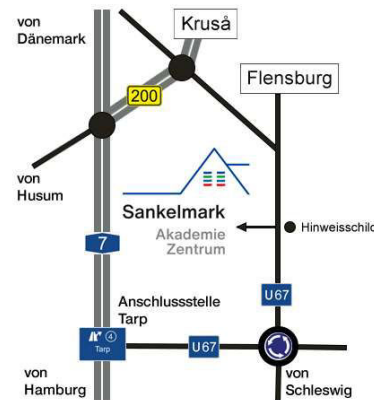 von
Dänemark
Kruså
Flensburg
200
von
Husum
Sankelmark
Akademie
Zentrum
Hinweisschild
7
U67
Anschlussstelle
Tarp
4
Tarp
U67
von
Hamburg
von
Schleswig